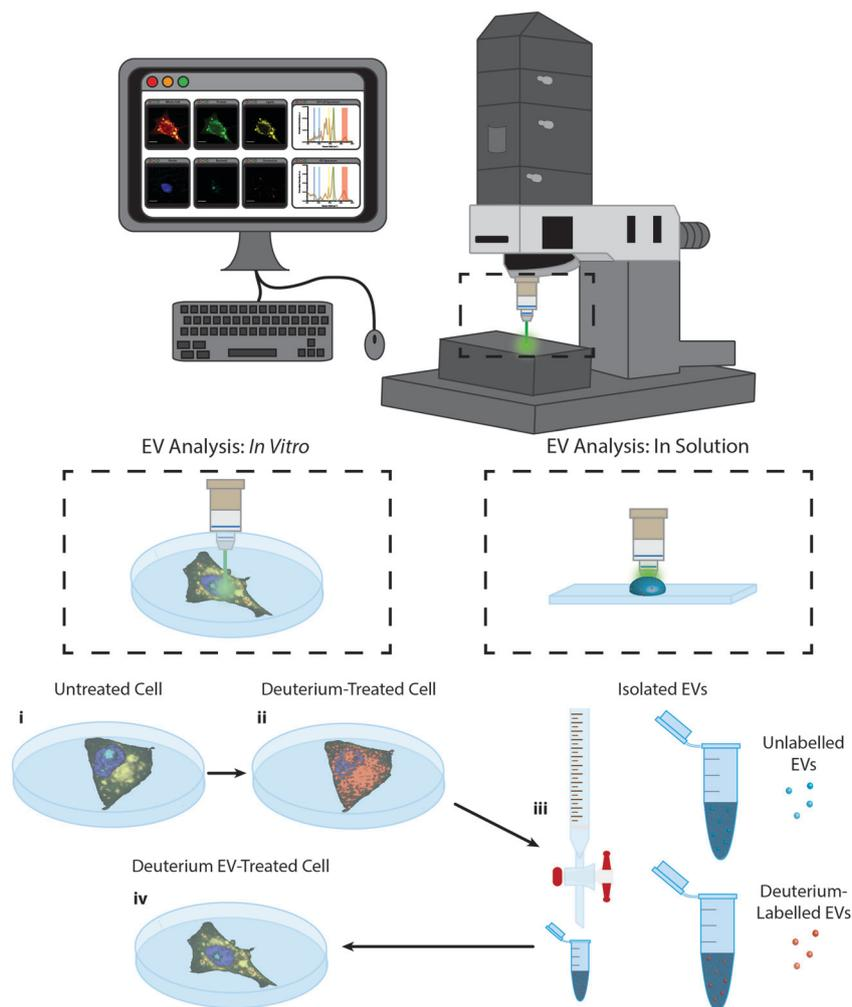 EV Analysis: In Vitro
EV Analysis: In Solution
Untreated Cell
Deuterium-Treated Cell
Isolated EVs
i
ii
Unlabelled
EVs
iii
Deuterium EV-Treated Cell
iv
Deuterium-
Labelled EVs